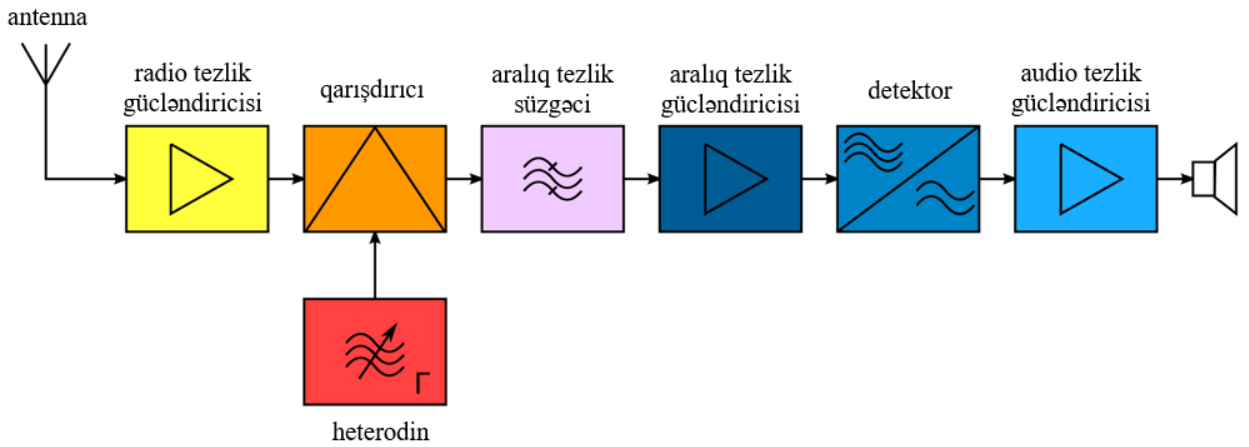 antenna
radio tezlik
gücləndiricisi
qarışdırıcı
aralıq tezlik
süzgəci
aralıq tezlik
gücləndiricisi
detektor
audio tezlik
gücləndiricisi
Г
heterodin